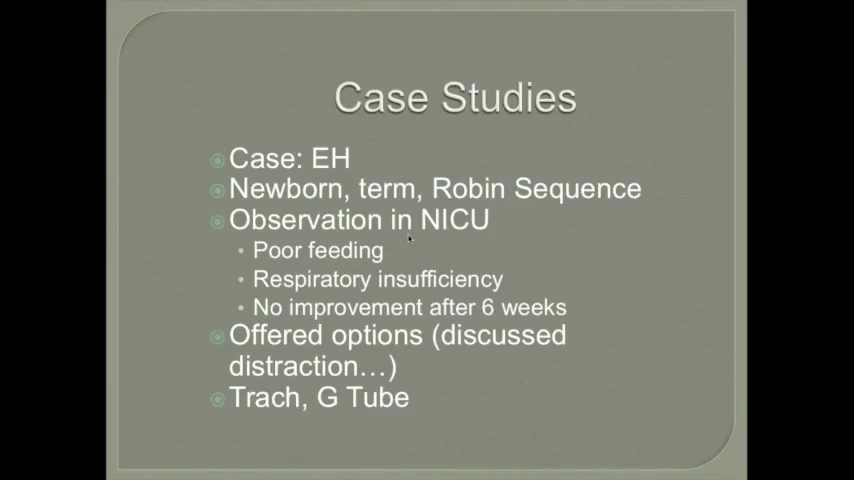 Case Studies
Case: EH
Newborn, term, Robin Sequence
Observation in NICU
Poor feeding
Respiratory insufficiency
No improvement after 6 weeks
Offered options (discussed
distraction…)
Trach, G Tube